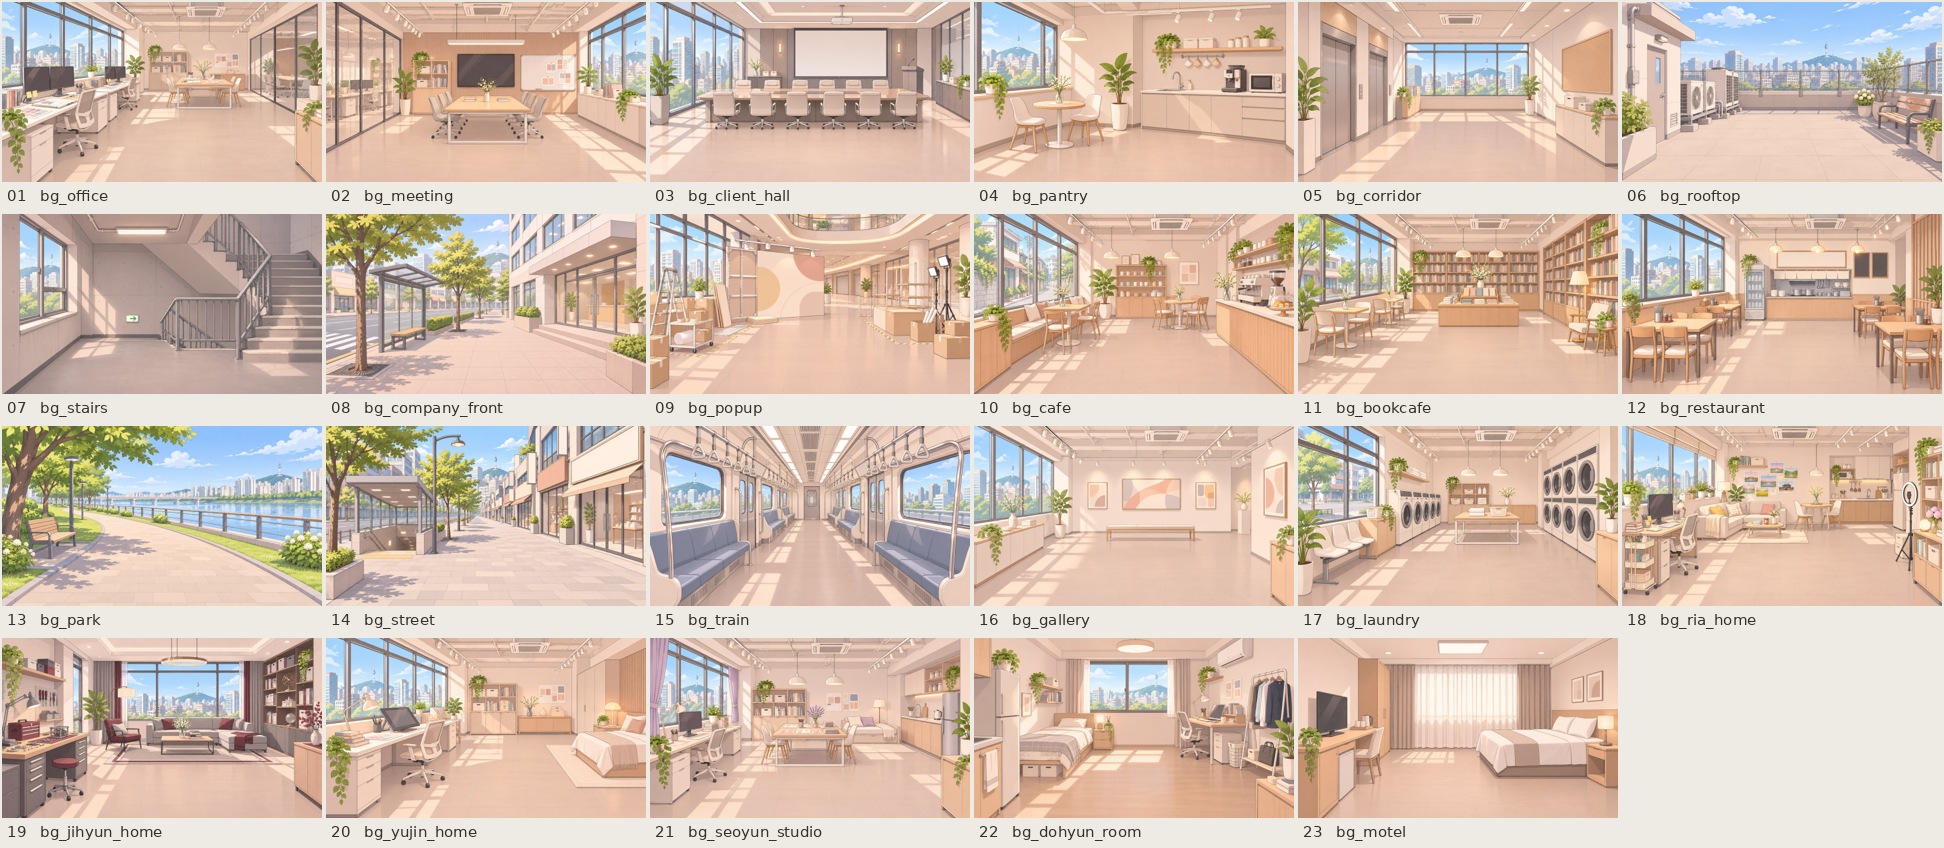 01 bg_office
02 bg_meeting
03 bg_client_hall
04 bg_pantry
05 bg_corridor
06 bg_rooftop
07 bg_stairs
08 bg_company_front
09 bg_popup
10 bg_cafe
11 bg_bookcafe
12 bg_restaurant
13 bg_park
14 bg_street
15 bg_train
16 bg_gallery
17 bg_laundry
18 bg_ria_home
19 bg_jihyun_home
20 bg_yujin_home
21 bg_seoyun_studio
22 bg_dohyun_room
23 bg_motel